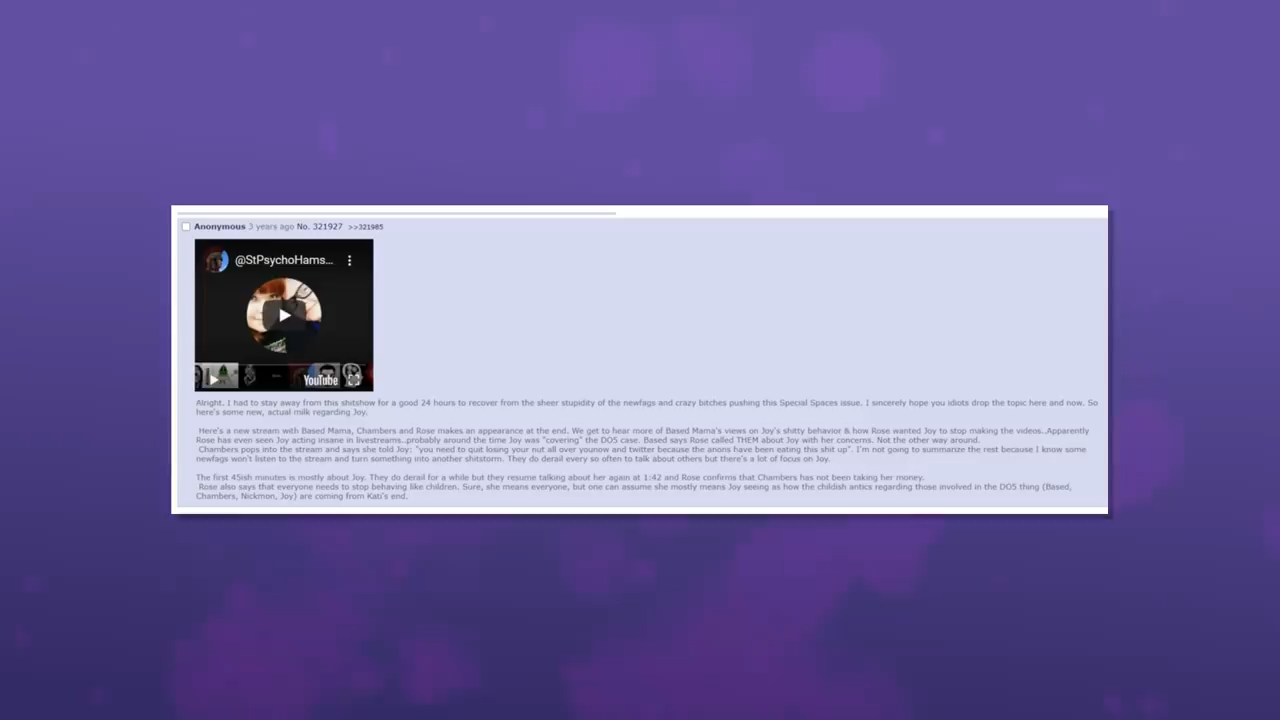 Anonymous 3 years ago No. 321927 >>321985
@StPsychoHams...
YouTube
Alright. I had to stay away from this shitshow for a good 24 hours to recover from the sheer stupidity of the newfags and crazy bitches pushing this Special Spaces issue. I sincerely hope you idiots drop the topic here and now. So
here's some new, actual milk regarding Joy.
Here's a new stream with Based Mama, Chambers and Rose makes an appearance at the end. We get to hear more of Based Mama's views on Joy's shitty behavior & how Rose wanted Joy to stop making the videos..Apparently
Rose has even seen Joy acting insane in livestreams..probably around the time Joy was "covering" the DO5 case. Based says Rose called THEM about Joy with her concerns. Not the other way around.
Chambers pops into the stream and says she told Joy: "you need to quit losing your nut all over younow and twitter because the anons have been eating this shit up". I'm not going to summarize the rest because I know some
newfags won't listen to the stream and turn something into another shitstorm. They do derail every so often to talk about others but there's a lot of focus on Joy.
The first 45ish minutes is mostly about Joy. They do derail for a while but they resume talking about her again at 1:42 and Rose confirms that Chambers has not been taking her money.
Rose also says that everyone needs to stop behaving like children. Sure, she means everyone, but one can assume she mostly means Joy seeing as how the childish antics regarding those involved in the DO5 thing (Based,
Chambers, Nickmon, Joy) are coming from Kati's end.